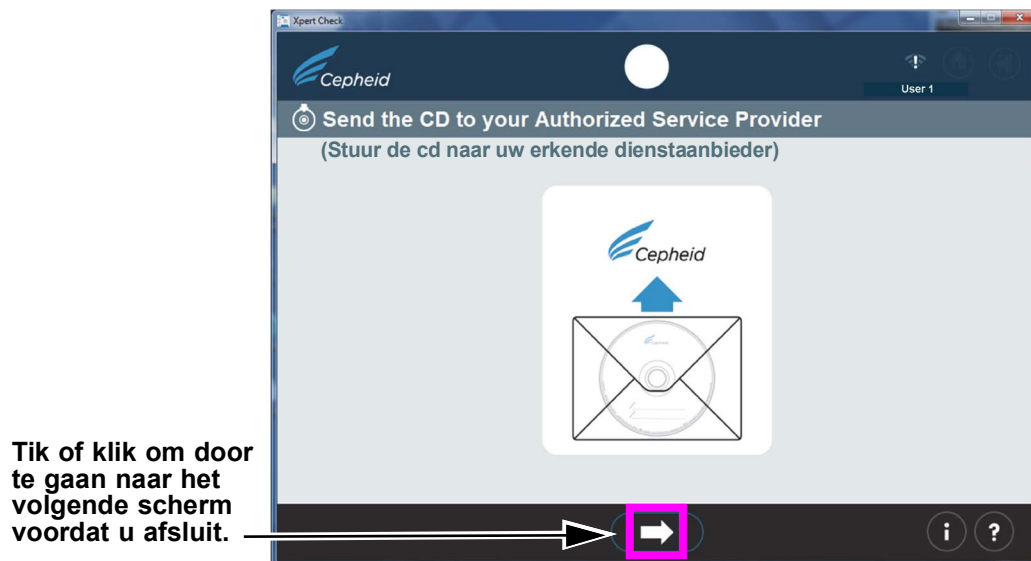 Xpert Check
Cepheid
User 1
Send the CD to your Authorized Service Provider
(Stuur de cd naar uw erkende dienstaanbieder)
Cepheid
Cepheid
Tik of klik om door
te gaan naar het
volgende scherm
voordat u afsluit.
i ?